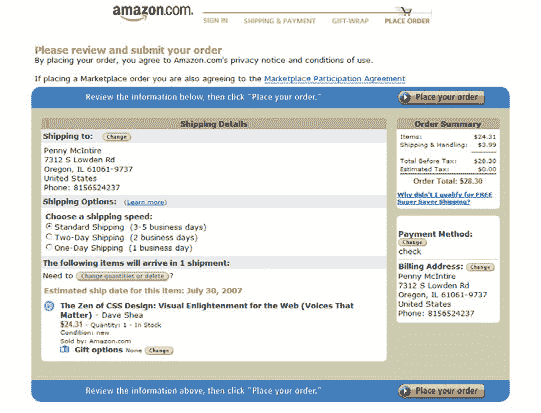 amazon.com.
SIGN IN SHIPPING & PAYMENT GIFT-WRAP PLACE ORDER
Please review and submit your order
By placing your order, you agree to Amazon.com's privacy notice and conditions of use.
If placing a Marketplace order you are also agreeing to the Marketplace Participation Agreement
Review the information below, then click "Place your order."
Place your order
Shipping Details
Shipping to: Change
Penny McIntire
7312 S Lowden Rd
Oregon, IL 61061-9737
United States
Phone: 8156524237
Shipping Options: (Learn more)
Choose a shipping speed:
Standard Shipping (3-5 business days)
Two-Day Shipping (2 business days)
One-Day Shipping (1 business day)
The following items will arrive in 1 shipment:
Need to Change quantities or delete ?
Estimated ship date for this item: July 30, 2007
The Zen of CSS Design: Visual Enlightenment for the Web (Voices That
Matter) - Dave Shea
$24.31 - Quantity: 1 - In Stock
Condition: new
Sold by: Amazon.com
Gift options None Change
Order Summary
Items: $24.31
Shipping & Handling: $3.99
Total Before Tax: $28.30
Estimated Tax: $0.00
Order Total: $28.30
Why didn't I qualify for FREE
Super Saver Shipping?
Payment Method:
Change
check
Billing Address: Change
Penny McIntire
7312 S Lowden Rd
Oregon, IL 61061-9737
United States
Phone: 8156524237
Review the information above, then click "Place your order."
Place your order